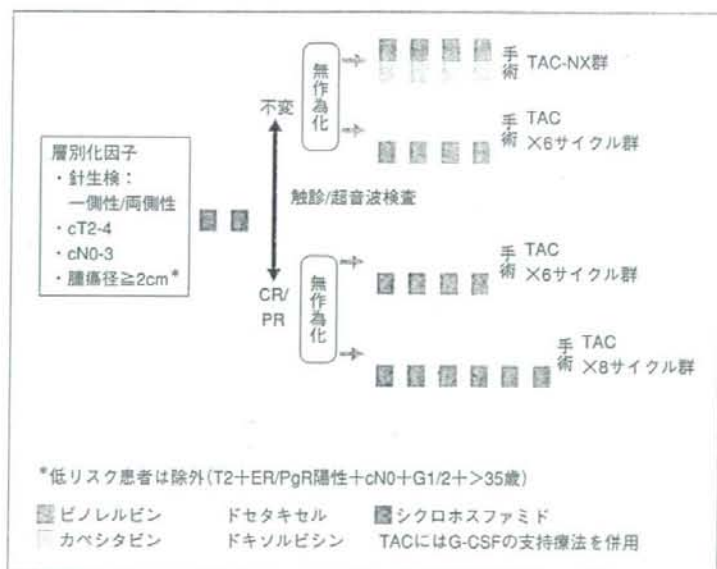 層別化因子
・針生検：
一側性/両側性
・cT2-4
・cN0-3
・腫瘍径≧2cm*
不変
触診/超音波検査
CR/
PR
無作為化
手術
TAC-NX群
手術
TAC
×6サイクル群
無作為化
手術
TAC
×6サイクル群
手術
TAC
×8サイクル群
*低リスク患者は除外(T2+ER/PgR陽性+cN0+G1/2+>35歳)
ビノレルビン ドセタキセル シクロホスファミド
カペシタビン ドキソルビシン TACにはG-CSFの支持療法を併用